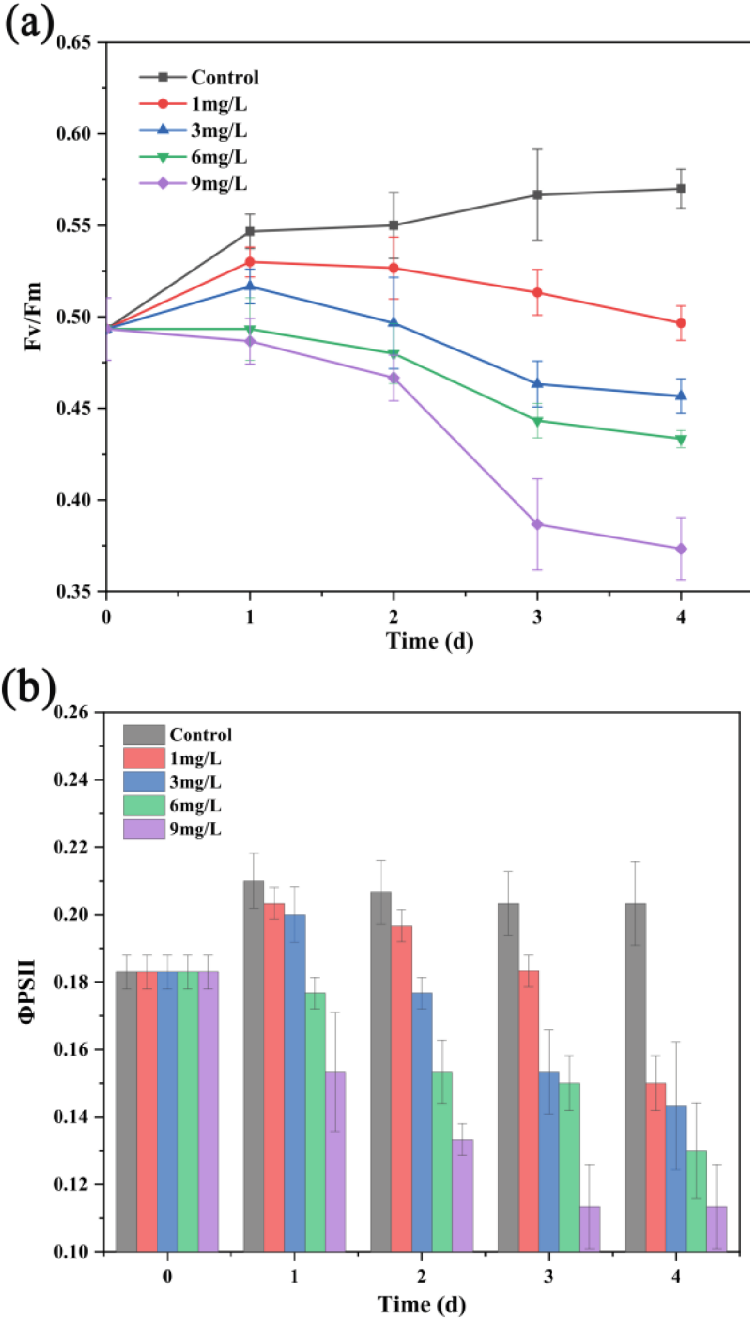 (a)
0.65
0.60
0.55
0.50
0.45
0.40
0.35
Fv/Fm
Control
1mg/L
3mg/L
6mg/L
9mg/L
0 1 2 3 4
Time (d)
(b)
0.26
0.24
0.22
0.20
0.18
0.16
0.14
0.12
0.10
ΦPSII
Control
1mg/L
3mg/L
6mg/L
9mg/L
0 1 2 3 4
Time (d)